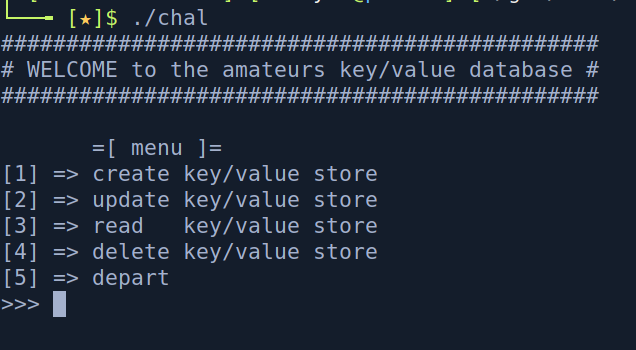 [★]$ ./chal
##############################################
# WELCOME to the amateurs key/value database #
##############################################
=[ menu ]=
[1] => create key/value store
[2] => update key/value store
[3] => read   key/value store
[4] => delete key/value store
[5] => depart
>>>